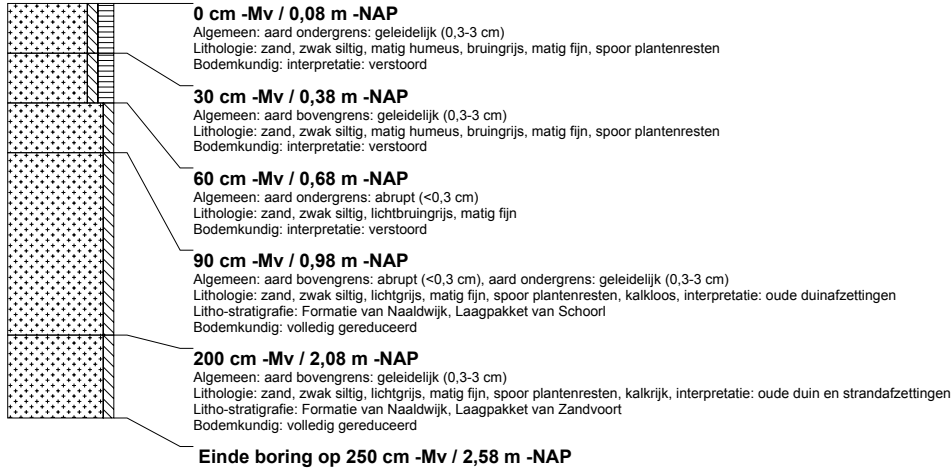 0 cm -Mv / 0,08 m -NAP
Algemeen: aard ondergrens: geleidelijk (0,3-3 cm)
Lithologie: zand, zwak siltig, matig humeus, bruingrijs, matig fijn, spoor plantenresten
Bodemkundig: interpretatie: verstoord
30 cm -Mv / 0,38 m -NAP
Algemeen: aard bovengrens: geleidelijk (0,3-3 cm)
Lithologie: zand, zwak siltig, matig humeus, bruingrijs, matig fijn, spoor plantenresten
Bodemkundig: interpretatie: verstoord
60 cm -Mv / 0,68 m -NAP
Algemeen: aard ondergrens: abrupt (<0,3 cm)
Lithologie: zand, zwak siltig, lichtbruingrijs, matig fijn
Bodemkundig: interpretatie: verstoord
90 cm -Mv / 0,98 m -NAP
Algemeen: aard bovengrens: abrupt (<0,3 cm), aard ondergrens: geleidelijk (0,3-3 cm)
Lithologie: zand, zwak siltig, lichtgrijs, matig fijn, spoor plantenresten, kalkloos, interpretatie: oude duinafzettingen
Litho-stratigrafie: Formatie van Naaldwijk, Laagpakket van Schoorl
Bodemkundig: volledig gereduceerd
200 cm -Mv / 2,08 m -NAP
Algemeen: aard bovengrens: geleidelijk (0,3-3 cm)
Lithologie: zand, zwak siltig, lichtgrijs, matig fijn, spoor plantenresten, kalkrijk, interpretatie: oude duin en strandafzettingen
Litho-stratigrafie: Formatie van Naaldwijk, Laagpakket van Zandvoort
Bodemkundig: volledig gereduceerd
Einde boring op 250 cm -Mv / 2,58 m -NAP